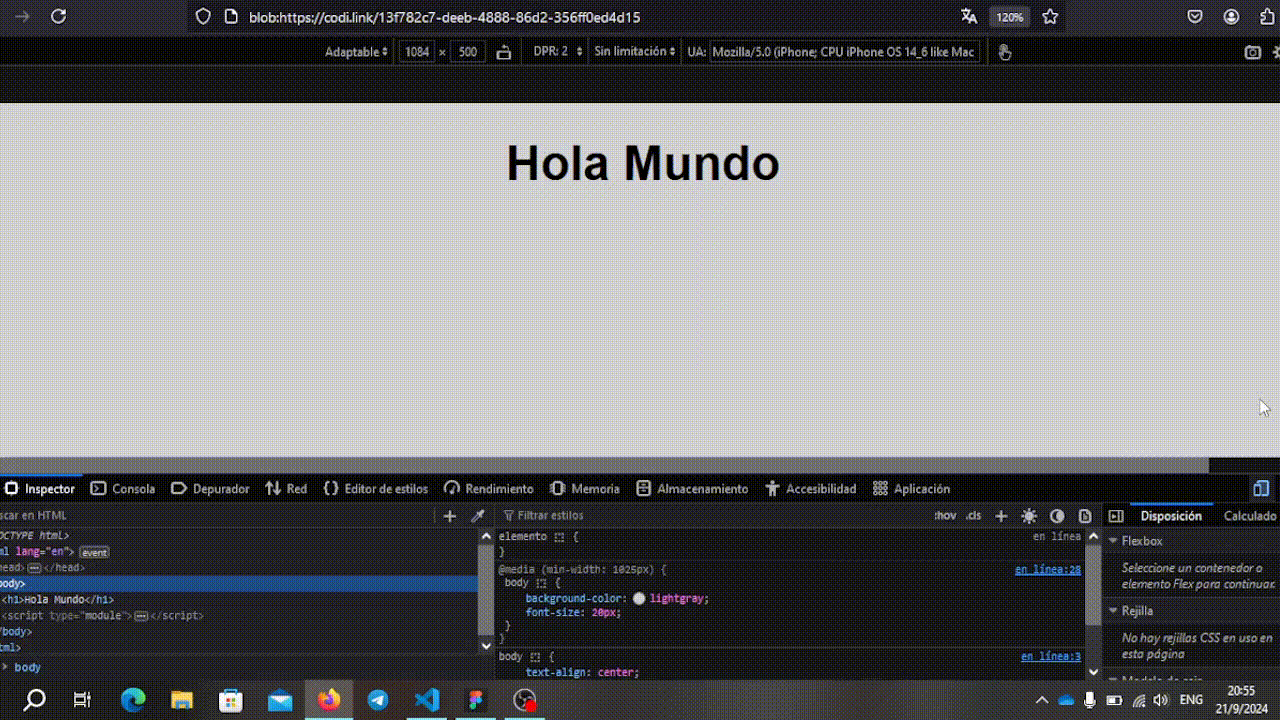 blob:https://codi.link/13f782c7-deeb-4888-86d2-356ff0ed4d15 120%
Adaptable 1084 × 500 DPR: 2 Sin limitación UA: Mozilla/5.0 (iPhone; CPU iPhone OS 14_6 like Mac
Hola Mundo
Inspector Consola Depurador Red Editor de estilos Rendimiento Memoria Almacenamiento Accesibilidad Aplicación
scar en HTML
OCTYPE html>
ml lang="en"> event
head> </head>
body>
<h1>Hola Mundo</h1>
<script type="module"> </script>
/body>
tml>
body
Filtrar estilos :hov .cls
elemento { en línea
}
@media (min-width: 1025px) { en línea:28
body {
background-color: lightgray;
font-size: 20px;
}
}
body { en línea:3
text-align: center;
Disposición Calculado
Flexbox
Seleccione un contenedor o
elemento Flex para continuar.
Rejilla
No hay rejillas CSS en uso en
esta página
ENG 20:55
21/9/2024